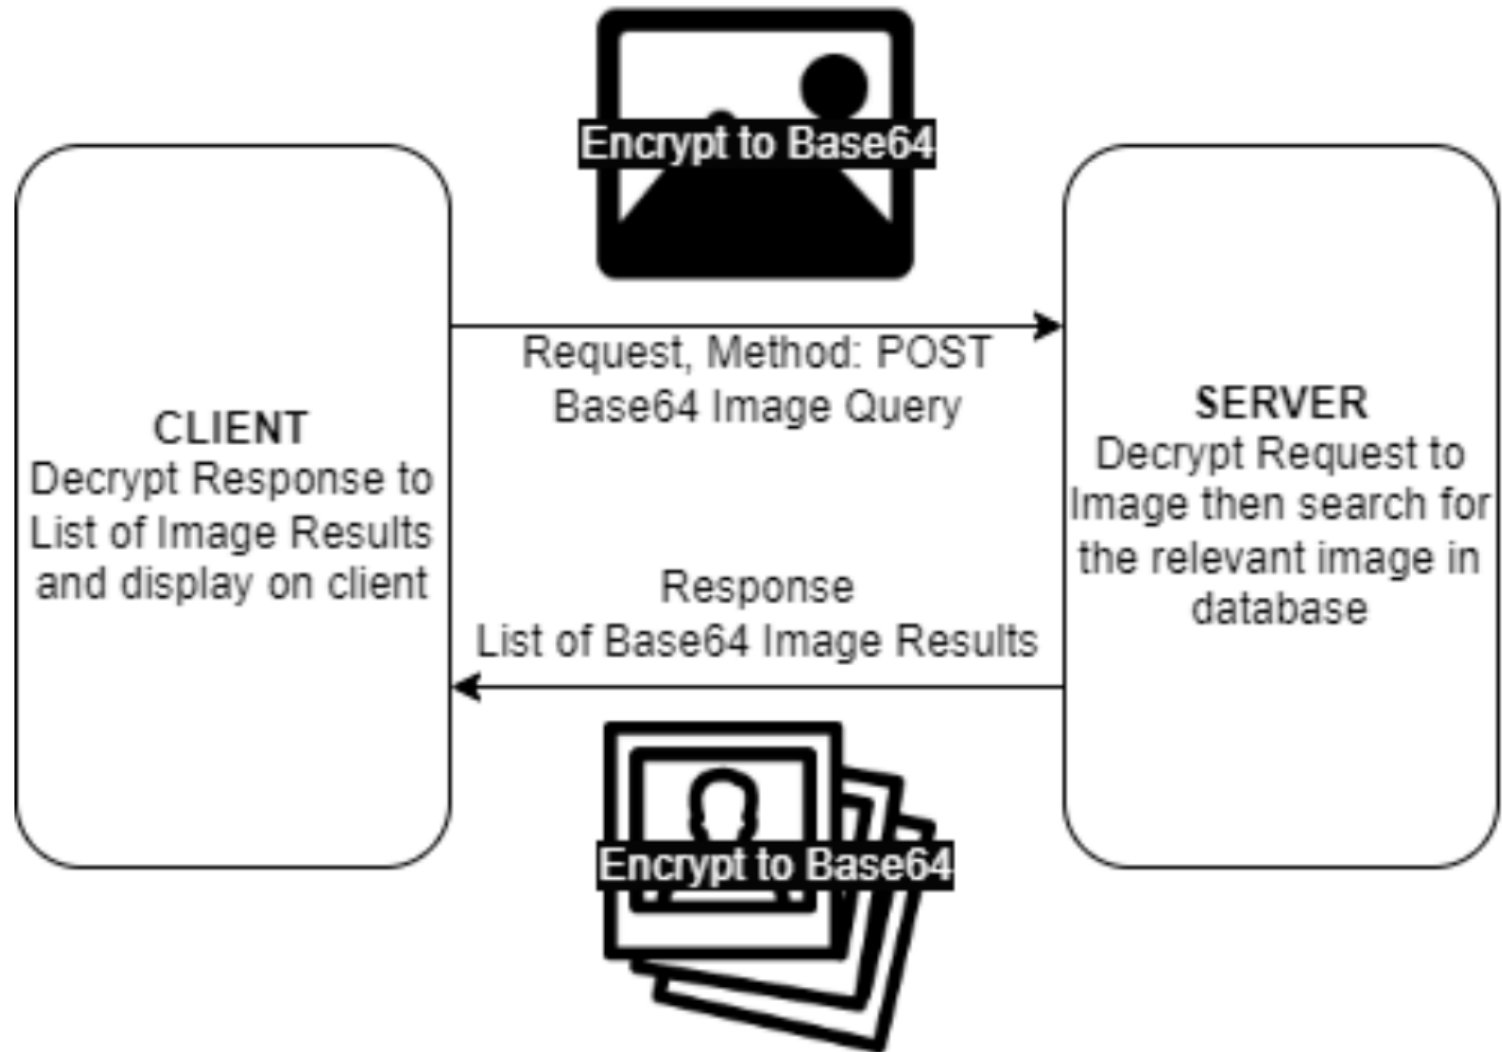 Encrypt to Base64
Request, Method: POST
Base64 Image Query
CLIENT
Decrypt Response to
List of Image Results
and display on client
SERVER
Decrypt Request to
Image then search for
the relevant image in
database
Response
List of Base64 Image Results
Encrypt to Base64